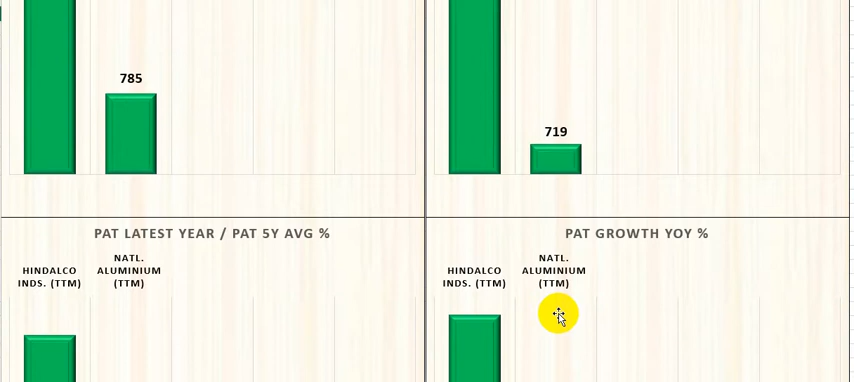 785
719
PAT LATEST YEAR / PAT 5Y AVG %
HINDALCO
INDS. (TTM)
NATL.
ALUMINIUM
(TTM)
PAT GROWTH YOY %
HINDALCO
INDS. (TTM)
NATL.
ALUMINIUM
(TTM)